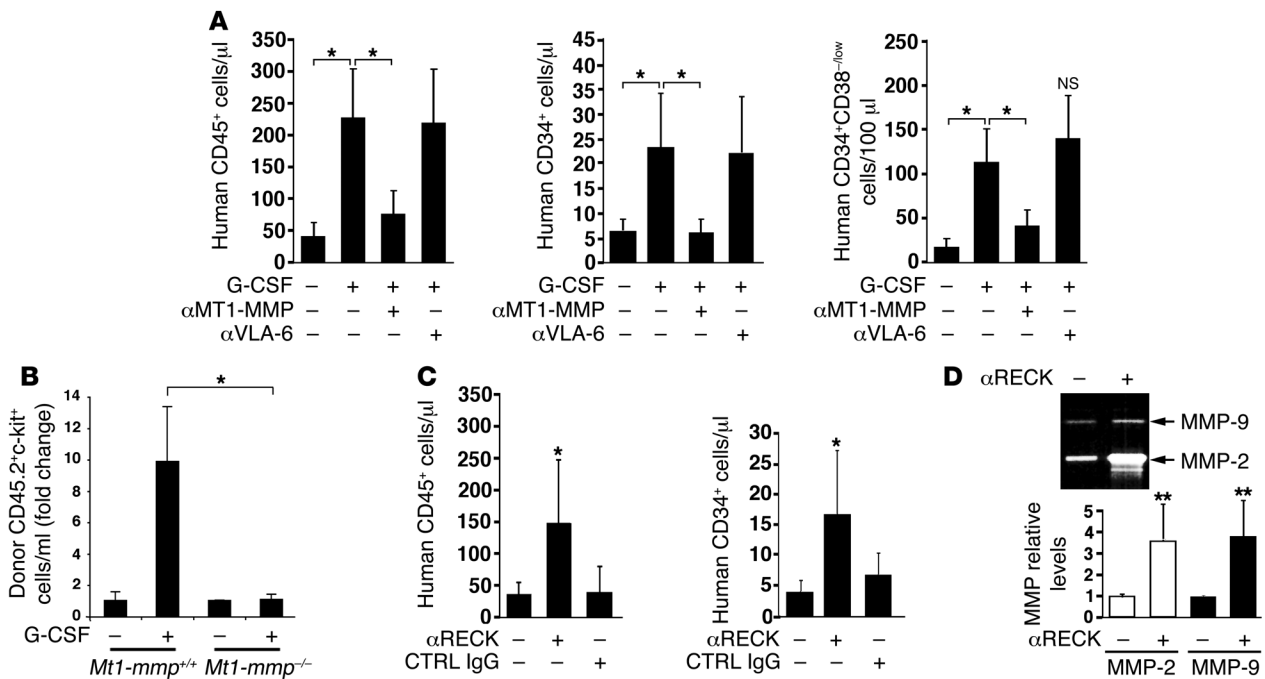 A
Human CD45⁺ cells/µl
350
300
250
200
150
100
50
0
* *
G-CSF – + + +
αMT1-MMP – – + –
αVLA-6 – – – +
Human CD34⁺ cells/µl
45
40
35
30
25
20
15
10
5
0
* *
G-CSF – + + +
αMT1-MMP – – + –
αVLA-6 – – – +
Human CD34⁺CD38⁻/low
cells/100 µl
250
200
150
100
50
0
* * NS
G-CSF – + + +
αMT1-MMP – – + –
αVLA-6 – – – +
B
Donor CD45.2⁺c-kit⁺
cells/ml (fold change)
14
12
10
8
6
4
2
0
*
G-CSF – + – +
Mt1-mmp⁺/⁺ Mt1-mmp⁻/⁻
C
Human CD45⁺ cells/µl
350
300
250
200
150
100
50
0
*
αRECK – + –
CTRL IgG – – +
Human CD34⁺ cells/µl
30
25
20
15
10
5
0
*
αRECK – + –
CTRL IgG – – +
D
αRECK – +
MMP-9
MMP-2
MMP relative
levels
5
4
3
2
1
0
** **
αRECK – + – +
MMP-2 MMP-9